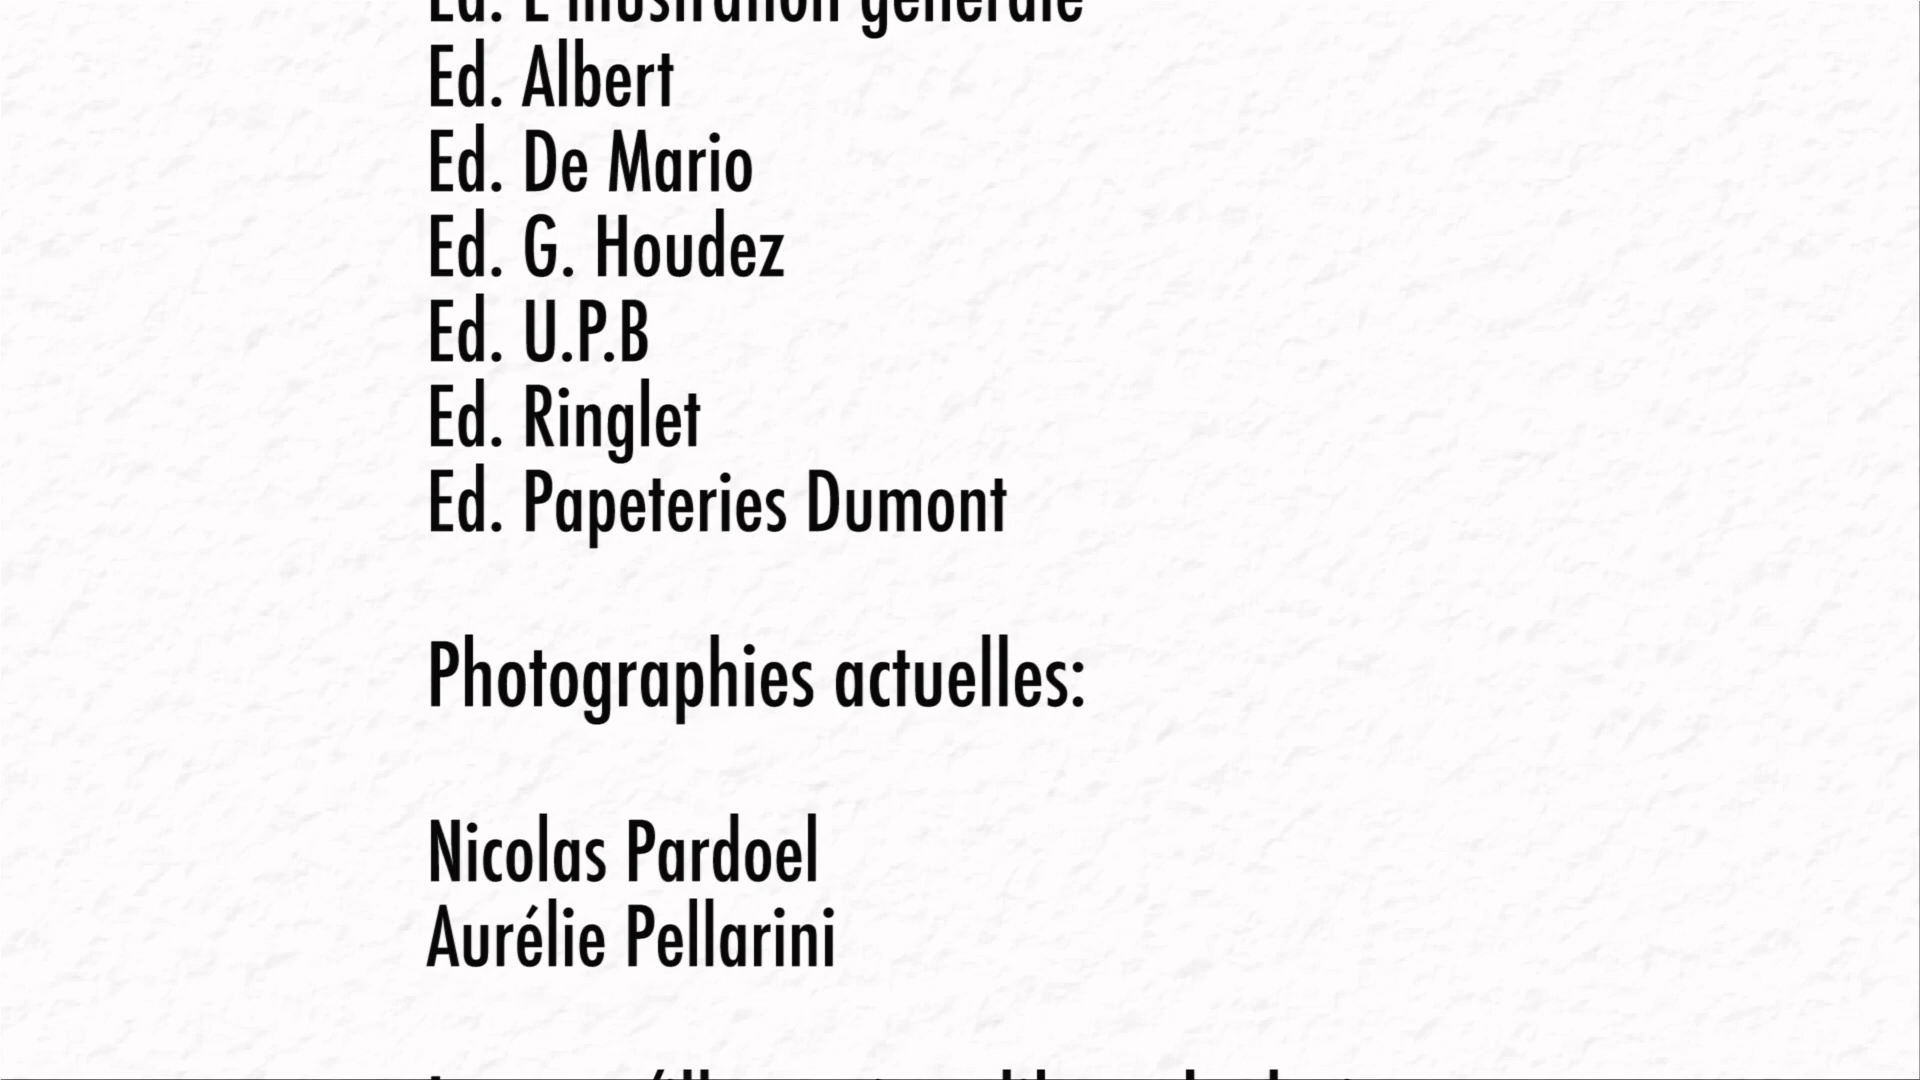 Ed. L'illustration générale
Ed. Albert
Ed. De Mario
Ed. G. Houdez
Ed. U.P.B
Ed. Ringlet
Ed. Papeteries Dumont
Photographies actuelles:
Nicolas Pardoel
Aurélie Pellarini